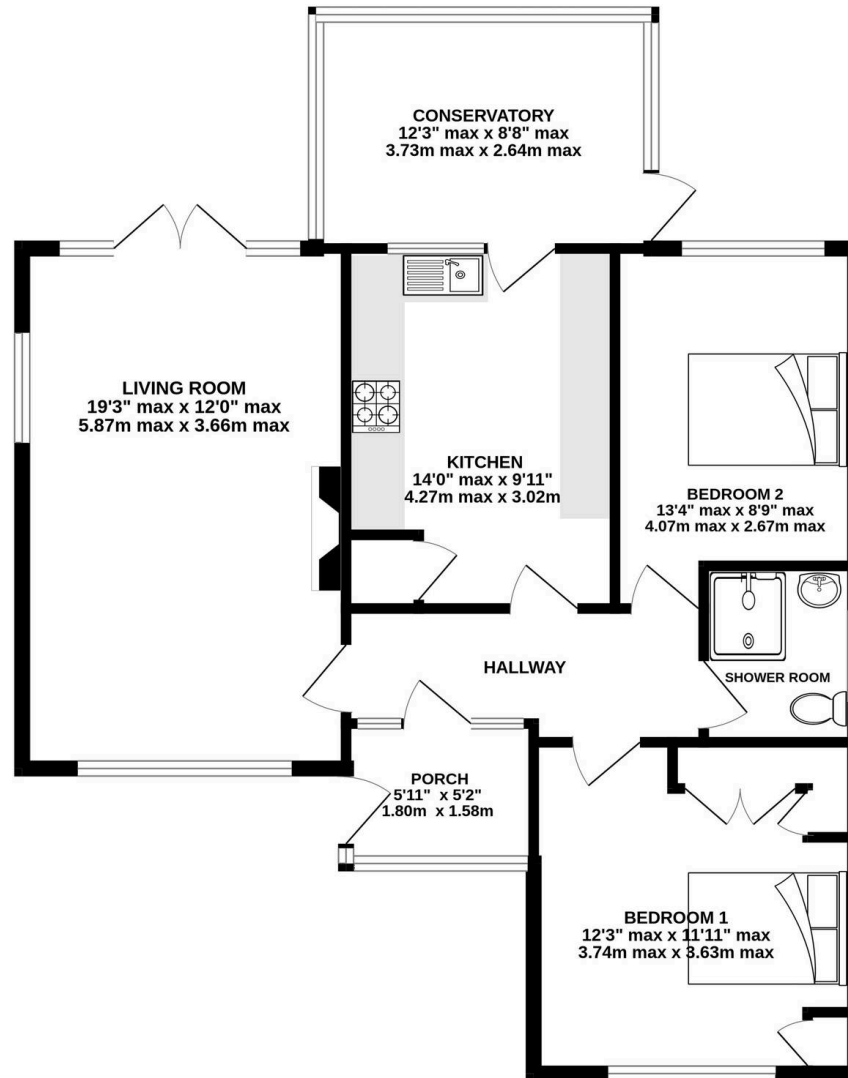 CONSERVATORY
12'3" max x 8'8" max
3.73m max x 2.64m max
LIVING ROOM
19'3" max x 12'0" max
5.87m max x 3.66m max
KITCHEN
14'0" max x 9'11"
4.27m max x 3.02m
BEDROOM 2
13'4" max x 8'9" max
4.07m max x 2.67m max
HALLWAY
SHOWER ROOM
PORCH
5'11" x 5'2"
1.80m x 1.58m
BEDROOM 1
12'3" max x 11'11" max
3.74m max x 3.63m max